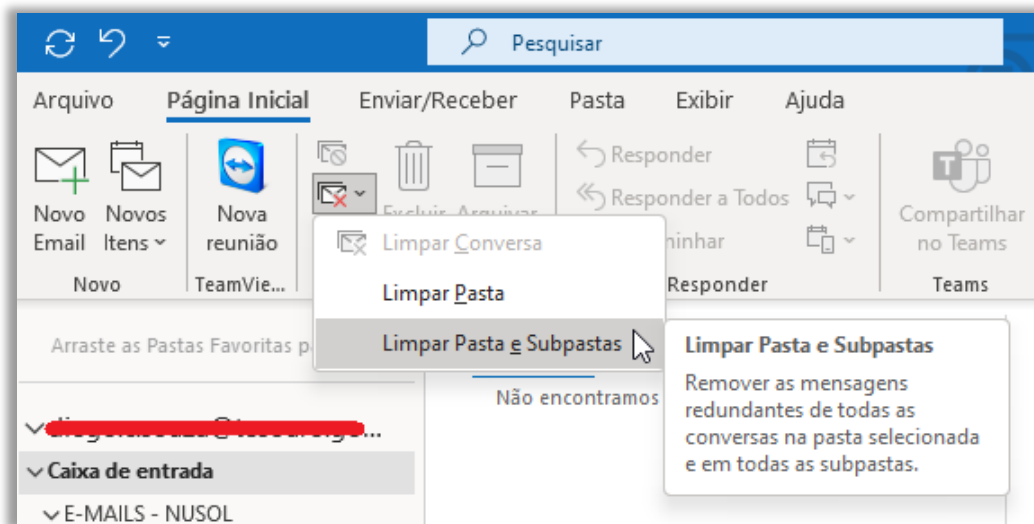 Pesquisar
Arquivo Página Inicial Enviar/Receber Pasta Exibir Ajuda
Novo Email
Novos Itens
Nova reunião
Excluir Arquivar
Responder
Responder a Todos
Compartilhar no Teams
Novo
TeamVie...
Responder
Teams
Limpar Conversa
Limpar Pasta
Limpar Pasta e Subpastas
Limpar Pasta e Subpastas
Remover as mensagens
redundantes de todas as
conversas na pasta selecionada
e em todas as subpastas.
Arraste as Pastas Favoritas
Não encontramos
Caixa de entrada
E-MAILS - NUSOL